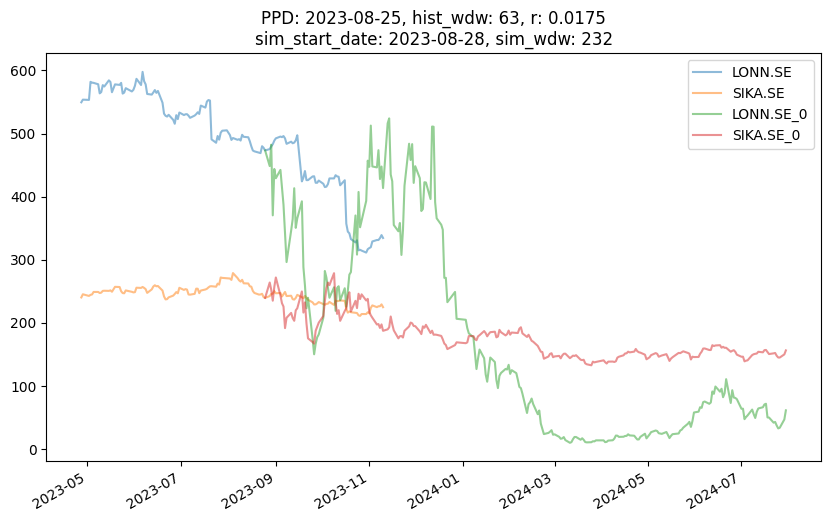 PPD: 2023-08-25, hist_wdw: 63, r: 0.0175
sim_start_date: 2023-08-28, sim_wdw: 232
LONN.SE
SIKA.SE
LONN.SE_0
SIKA.SE_0
600
500
400
300
200
100
0
2023-05
2023-07
2023-09
2023-11
2024-01
2024-03
2024-05
2024-07